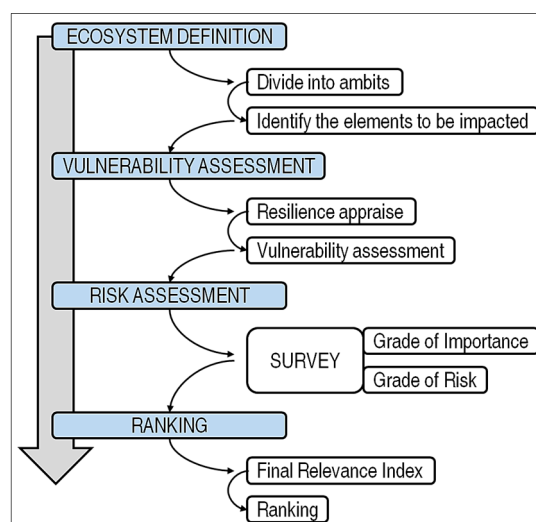 ECOSYSTEM DEFINITION
Divide into ambits
Identify the elements to be impacted
VULNERABILITY ASSESSMENT
Resilience appraise
Vulnerability assessment
RISK ASSESSMENT
SURVEY
Grade of Importance
Grade of Risk
RANKING
Final Relevance Index
Ranking